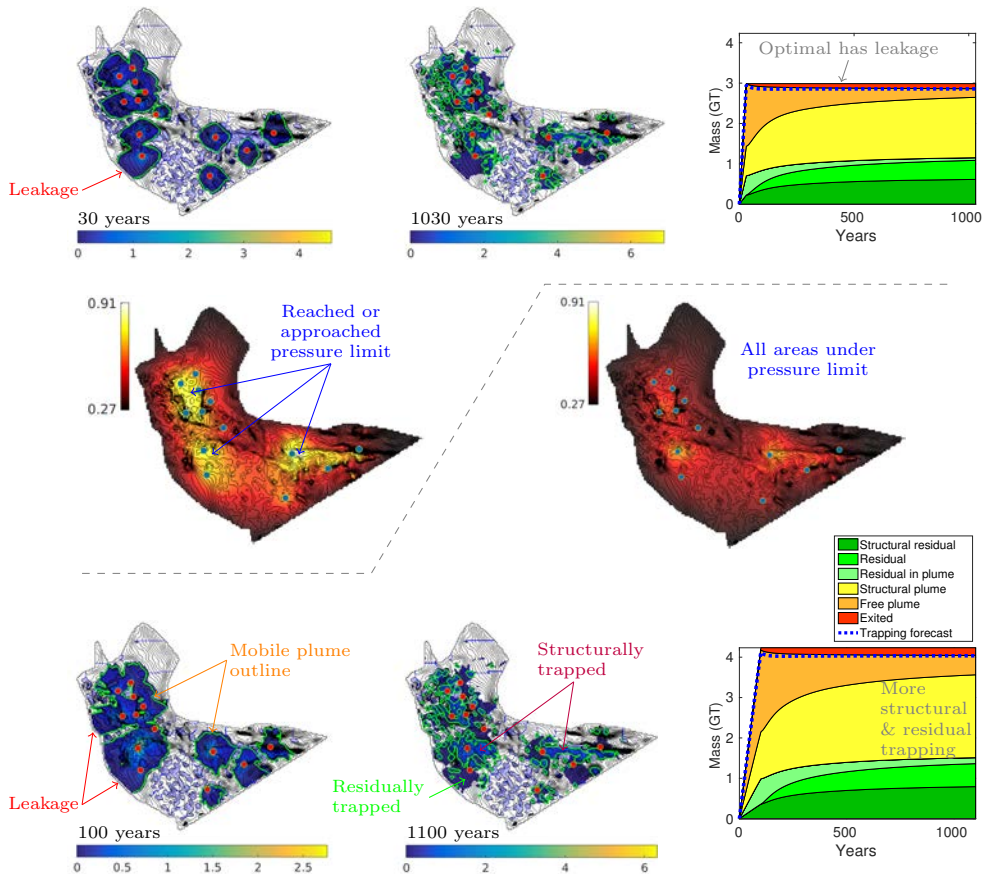 Leakage
30 years
0
1
2
3
4
1030 years
0
2
4
6
Optimal has leakage
Mass (GT)
4
3
2
1
0
0
500
1000
Years
0.91
0.27
Reached or
approached
pressure limit
0.91
0.27
All areas under
pressure limit
Structural residual
Residual
Residual in plume
Structural plume
Free plume
Exited
Trapping forecast
Mobile plume
outline
Leakage
100 years
0
0.5
1
1.5
2
2.5
Structurally
trapped
Residually
trapped
1100 years
0
2
4
6
More
structural
& residual
trapping
Mass (GT)
4
3
2
1
0
0
500
1000
Years